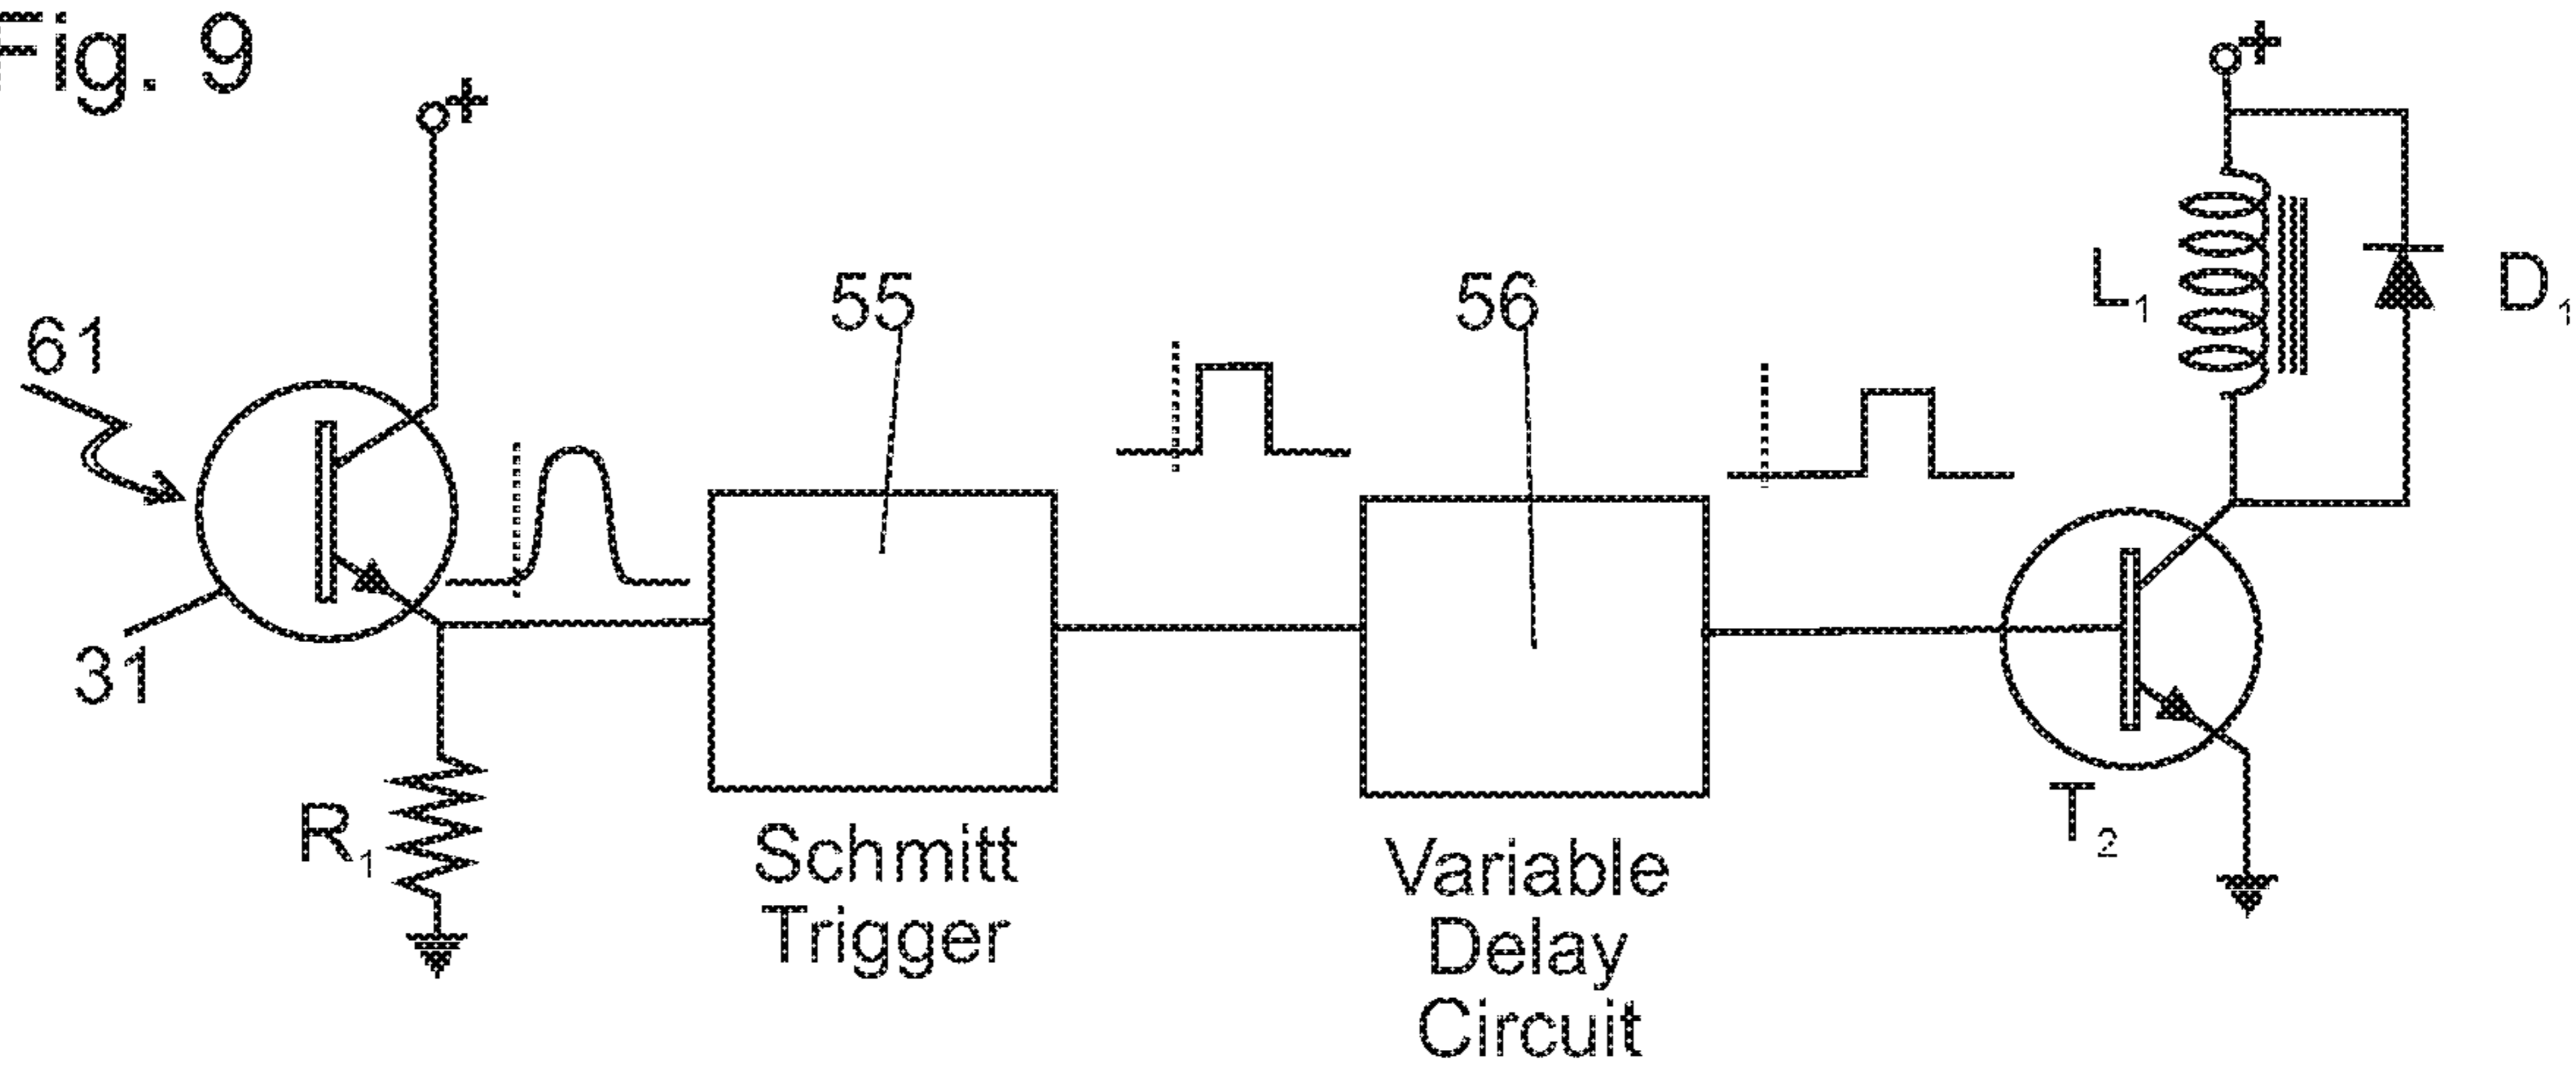 Fig. 9
+
+
61
31
R₁
55
Schmitt
Trigger
56
Variable
Delay
Circuit
L₁
D₁
T₂